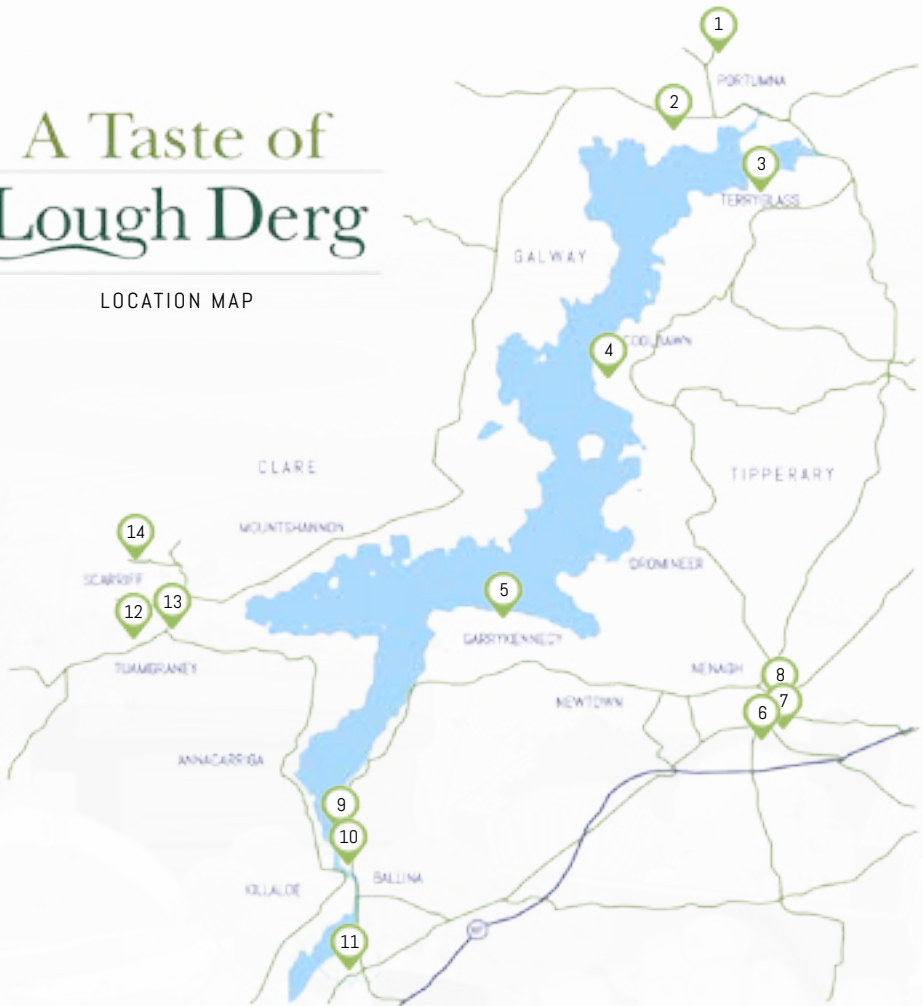 A Taste of
Lough Derg
LOCATION MAP
1
PORTUMNA
2
3
TERRYGLASS
GALWAY
4
COOLBAWN
CLARE
TIPPERARY
14
MOUNTSHANNON
DROMINEER
SCARRIFF
5
12
13
GARRYKENNEDY
TUAMGRANEY
NENAGH
8
7
6
NEWTOWN
ANNACARRIGA
9
10
KILLALOE
BALLINA
11